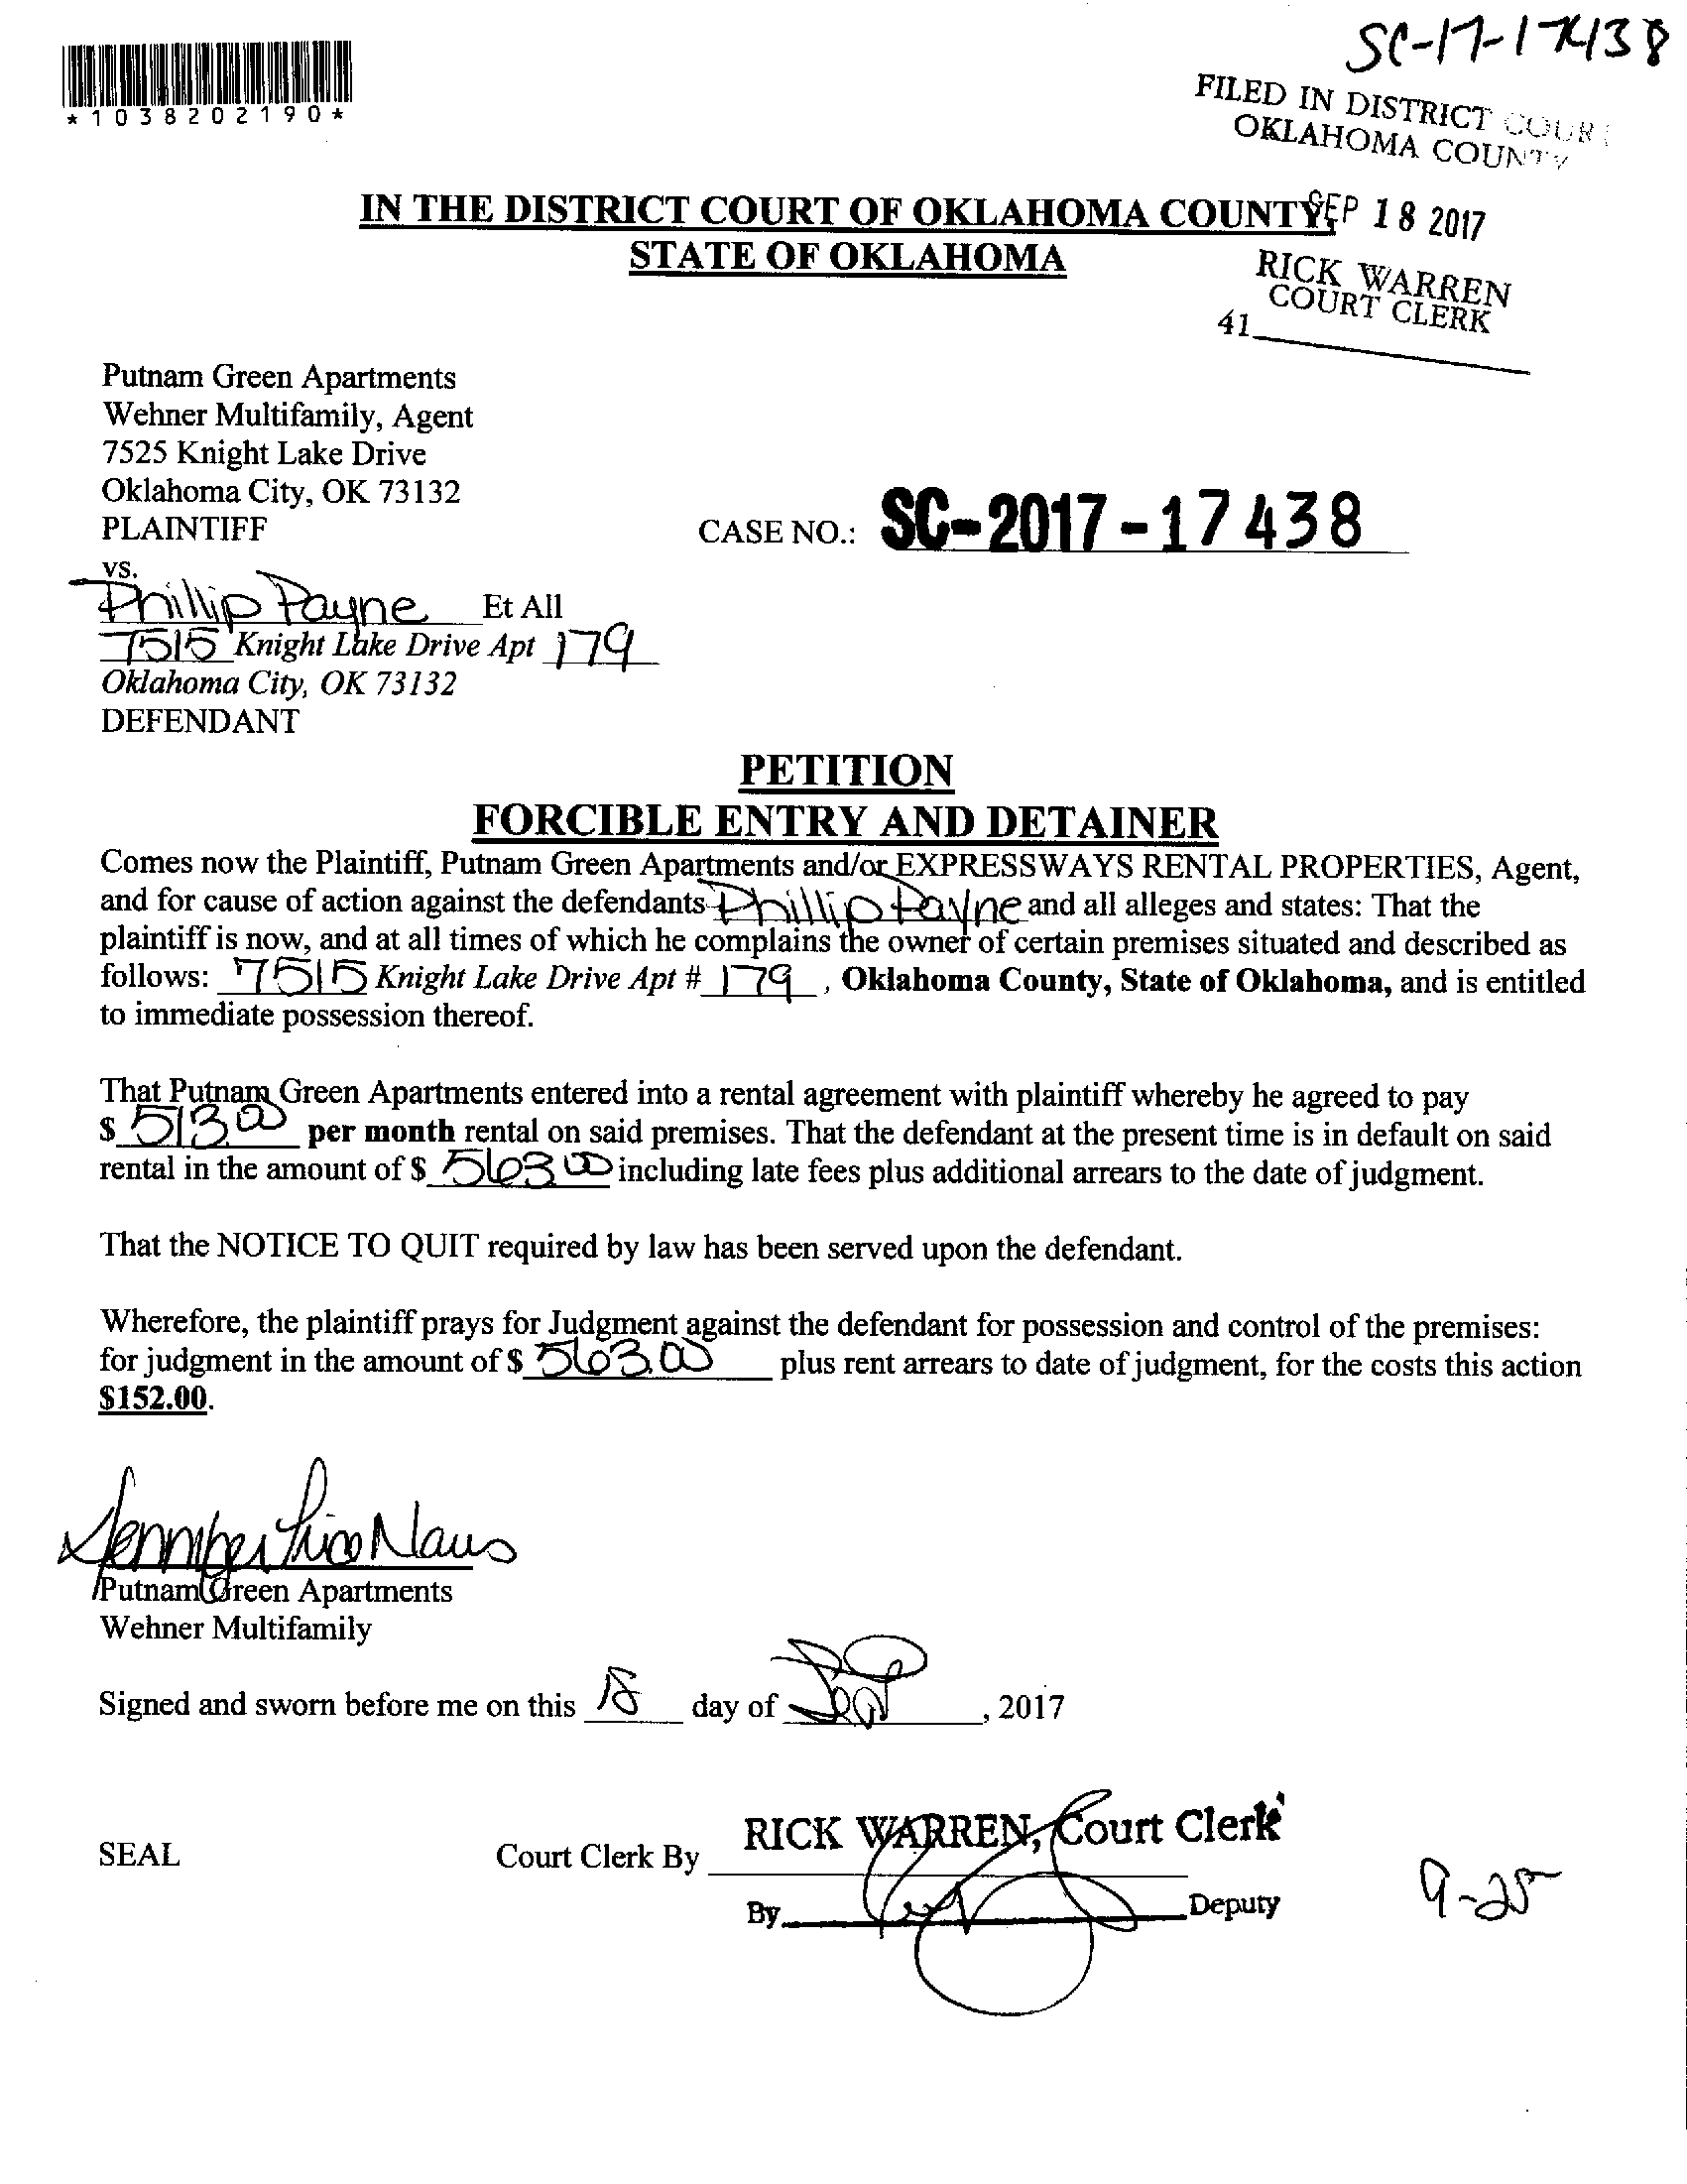 SC-17-17438
*1038202190*
FILED IN DISTRICT COURT
OKLAHOMA COUNTY
IN THE DISTRICT COURT OF OKLAHOMA COUNTY
SEP 18 2017
STATE OF OKLAHOMA
RICK WARREN
COURT CLERK
41
Putnam Green Apartments
Wehner Multifamily, Agent
7525 Knight Lake Drive
Oklahoma City, OK 73132
PLAINTIFF
CASE NO.: SC-2017-17438
vs.
Phillip Payne Et All
7515 Knight Lake Drive Apt 179
Oklahoma City, OK 73132
DEFENDANT
PETITION
FORCIBLE ENTRY AND DETAINER
Comes now the Plaintiff, Putnam Green Apartments and/or EXPRESSWAYS RENTAL PROPERTIES, Agent,
and for cause of action against the defendants Phillip Payne and all alleges and states: That the
plaintiff is now, and at all times of which he complains the owner of certain premises situated and described as
follows: 7515 Knight Lake Drive Apt # 179, Oklahoma County, State of Oklahoma, and is entitled
to immediate possession thereof.
That Putnam Green Apartments entered into a rental agreement with plaintiff whereby he agreed to pay
$ 513.00 per month rental on said premises. That the defendant at the present time is in default on said
rental in the amount of $ 563.00 including late fees plus additional arrears to the date of judgment.
That the NOTICE TO QUIT required by law has been served upon the defendant.
Wherefore, the plaintiff prays for Judgment against the defendant for possession and control of the premises:
for judgment in the amount of $ 563.00 plus rent arrears to date of judgment, for the costs this action
$152.00.
Putnam Green Apartments
Wehner Multifamily
Signed and sworn before me on this 18 day of Sept, 2017
SEAL
Court Clerk By RICK WARREN, Court Clerk
By Deputy
9-25